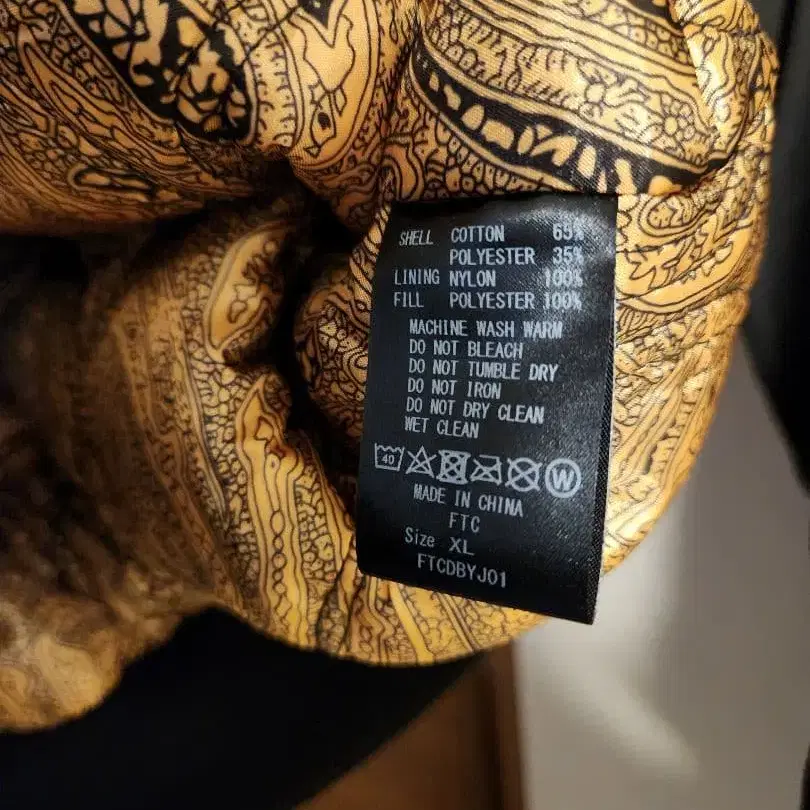 SHELL COTTON 65%
POLYESTER 35%
LINING NYLON 100%
FILL POLYESTER 100%
MACHINE WASH WARM
DO NOT BLEACH
DO NOT TUMBLE DRY
DO NOT IRON
DO NOT DRY CLEAN
WET CLEAN
40 W
MADE IN CHINA
FTC
Size XL
FTCDBYJ01